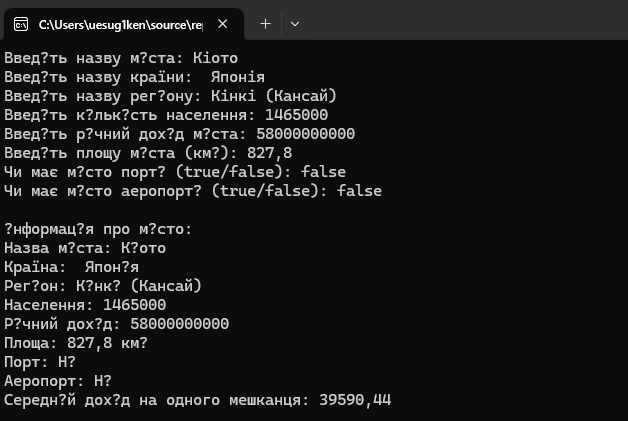 C:\Users\uesug1ken\source\re
Введ?ть назву м?ста: Кіото
Введ?ть назву країни:  Японія
Введ?ть назву рег?ону: Кінкі (Кансай)
Введ?ть к?льк?сть населення: 1465000
Введ?ть р?чний дох?д м?ста: 58000000000
Введ?ть площу м?ста (км?): 827,8
Чи має м?сто порт? (true/false): false
Чи має м?сто аеропорт? (true/false): false
?нформац?я про м?сто:
Назва м?ста: К?ото
Країна:  Япон?я
Рег?он: К?нк? (Кансай)
Населення: 1465000
Р?чний дох?д: 58000000000
Площа: 827,8 км?
Порт: Н?
Аеропорт: Н?
Середн?й дох?д на одного мешканця: 39590,44